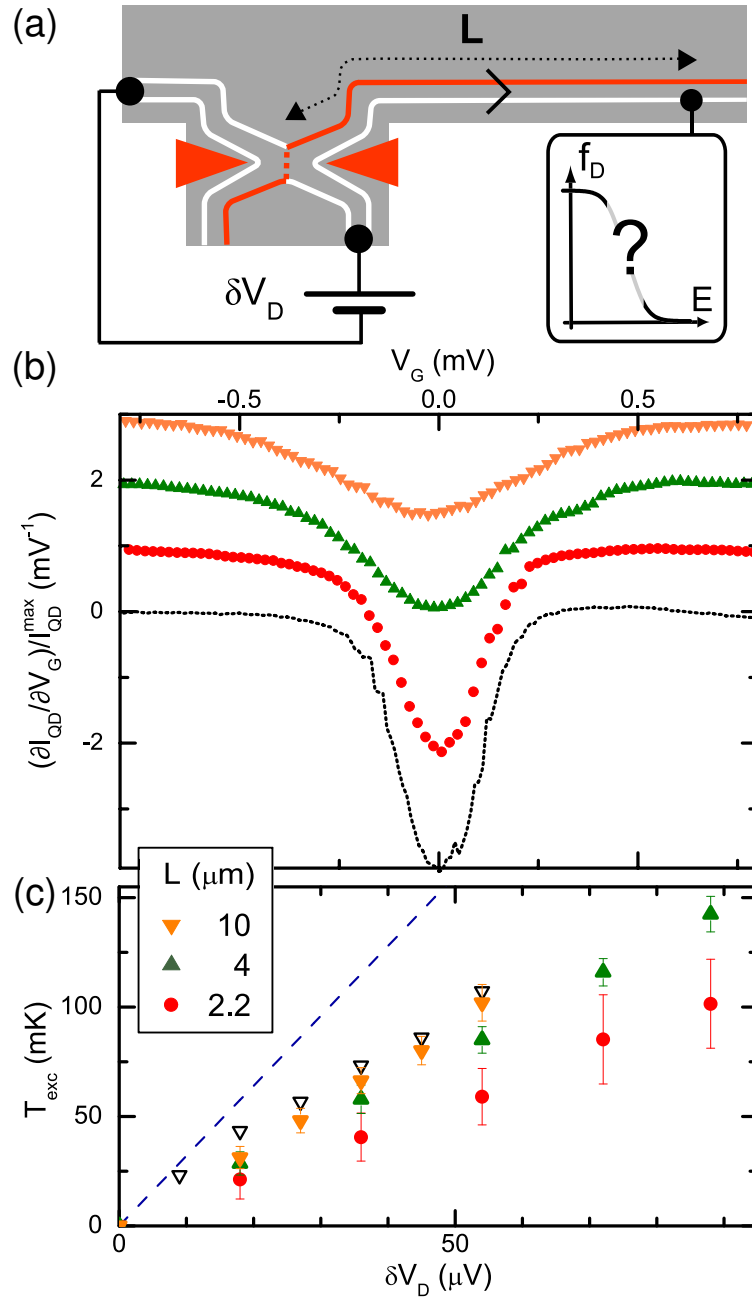 (a)
L
δV_D
f_D
?
E
(b)
V_G (mV)
-0.5
0.0
0.5
2
0
-2
(∂I_QD/∂V_G)/I_QD^max (mV⁻¹)
L (μm)
10
4
2.2
(c)
150
100
50
0
T_exc (mK)
0
50
δV_D (μV)